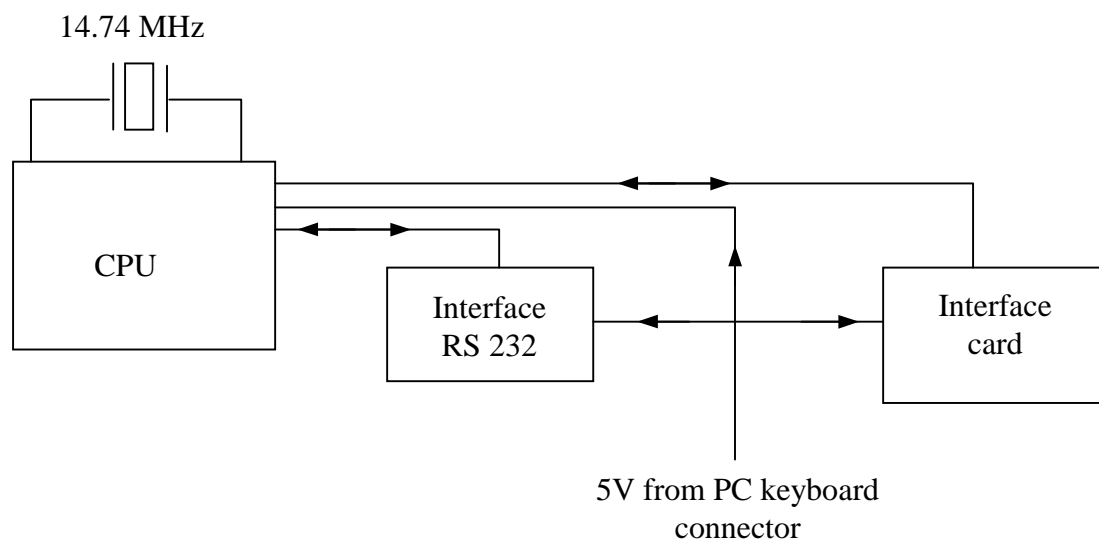 14.74 MHz
CPU
Interface
RS 232
Interface
card
5V from PC keyboard
connector